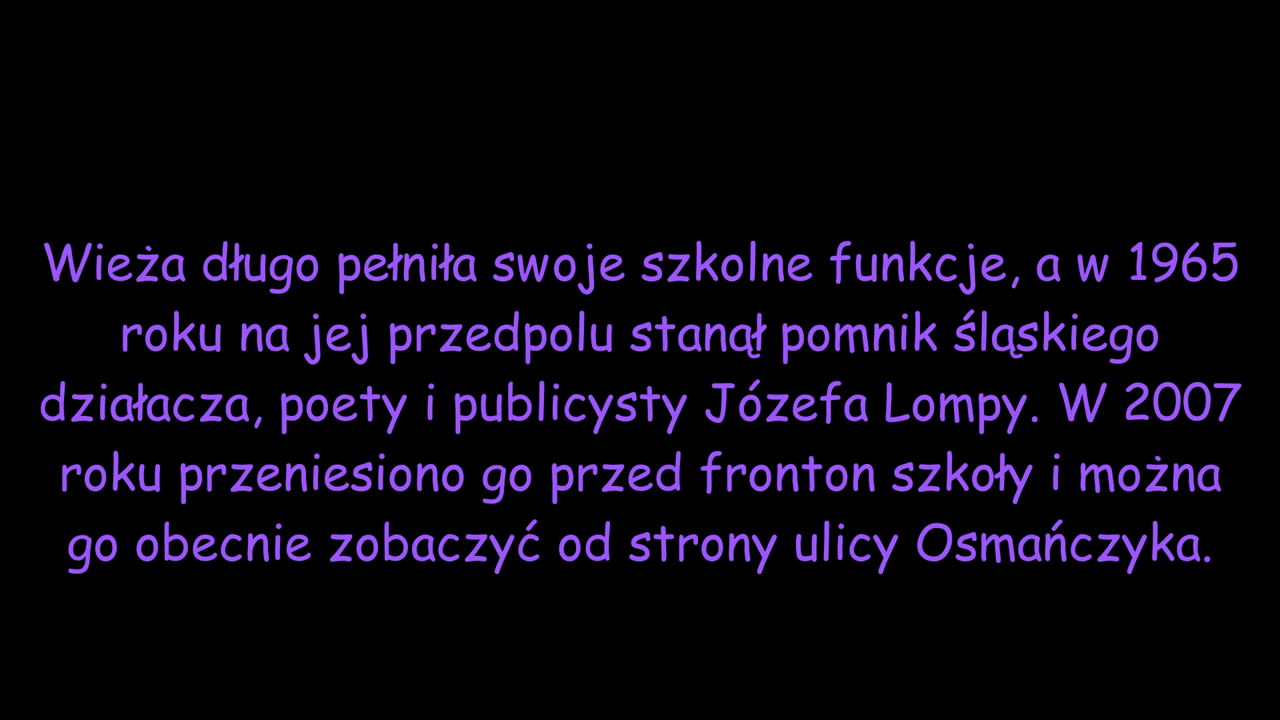 Wieża długo pełniła swoje szkolne funkcje, a w 1965
roku na jej przedpolu stanął pomnik śląskiego
działacza, poety i publicysty Józefa Lompy. W 2007
roku przeniesiono go przed fronton szkoły i można
go obecnie zobaczyć od strony ulicy Osmańczyka.